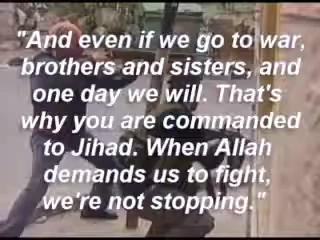 "And even if we go to war,
brothers and sisters, and
one day we will. That's
why you are commanded
to Jihad. When Allah
demands us to fight,
we're not stopping."